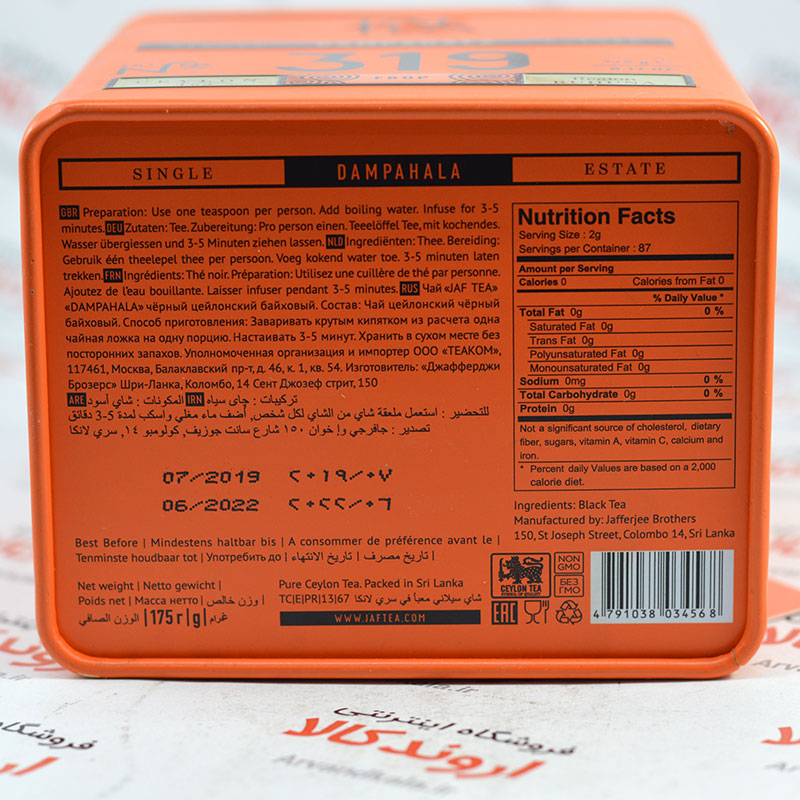 319
SINGLE DAMPAHALA ESTATE
GBR Preparation: Use one teaspoon per person. Add boiling water. Infuse for 3-5
minutes. DEU Zutaten: Tee. Zubereitung: Pro person einen. Teeelöffel Tee, mit kochendes.
Wasser übergiessen und 3-5 Minuten ziehen lassen. NLD Ingrediënten: Thee. Bereiding:
Gebruik één theelepel thee per persoon. Voeg kokend water toe. 3-5 minuten laten
trekken. FRN Ingrédients: Thé noir. Préparation: Utilisez une cuillère de thé par personne.
Ajoutez de l'eau bouillante. Laisser infuser pendant 3-5 minutes. RUS Чай «JAF TEA»
«DAMPAHALA» чёрный цейлонский байховый. Состав: Чай цейлонский чёрный
байховый. Способ приготовления: Заваривать крутым кипятком из расчета одна
чайная ложка на одну порцию. Настаивать 3-5 минут. Хранить в сухом месте без
посторонних запахов. Уполномоченная организация и импортер ООО «ТЕАКОМ»,
117461, Москва, Балаклавский пр-т, д. 46, к. 1, кв. 54. Изготовитель: «Джафферджи
Брозерс» Шри-Ланка, Коломбо, 14 Сент Джозеф стрит, 150
ARE المكونات : شاي أسود IRN تركيبات : چای سیاه
للتحضير : استعمل ملعقة شاي من الشاي لكل شخص, أضف ماء مغلي واسكب لمدة 5-3 دقائق
تصدير : جافرجي وإخوان ١٥٠ شارع سانت جوزيف, كولومبو ١٤, سري لانكا
07/2019 ٢٠١٩/٠٧
06/2022 ٢٠٢٢/٠٦
Best Before | Mindestens haltbar bis | A consommer de préférence avant le |
Tenminste houdbaar tot | Употребить до | تاريخ الانتهاء | تاريخ مصرف |
Net weight | Netto gewicht |
Poids net | Масса нетто | وزن خالص |
غرام | الوزن الصافي | 175 г | g |
Pure Ceylon Tea. Packed in Sri Lanka
TC|E|PR|13|67 شاي سيلاني معبأ في سري لانكا
WWW.JAFTEA.COM
Nutrition Facts
Serving Size : 2g
Servings per Container : 87
Amount per Serving
Calories 0 Calories from Fat 0
% Daily Value *
Total Fat 0g 0 %
Saturated Fat 0g
Trans Fat 0g
Polyunsaturated Fat 0g
Monounsaturated Fat 0g
Sodium 0mg 0 %
Total Carbohydrate 0g 0 %
Protein 0g
Not a significant source of cholesterol, dietary
fiber, sugars, vitamin A, vitamin C, calcium and
iron.
* Percent daily Values are based on a 2,000
calorie diet.
Ingredients: Black Tea
Manufactured by: Jafferjee Brothers
150, St Joseph Street, Colombo 14, Sri Lanka
CEYLON TEA
NON GMO
БЕЗ ГМО
EAC
4 791038 034568
فروشگاه اینترنتی
اروند کالا
Arvandkala.ir